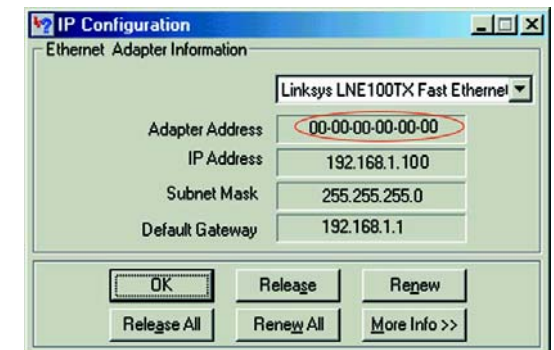 IP Configuration
Ethernet Adapter Information
Linksys LNE100TX Fast Ethernet
Adapter Address 00-00-00-00-00-00
IP Address 192.168.1.100
Subnet Mask 255.255.255.0
Default Gateway 192.168.1.1
OK Release Renew
Release All Renew All More Info >>